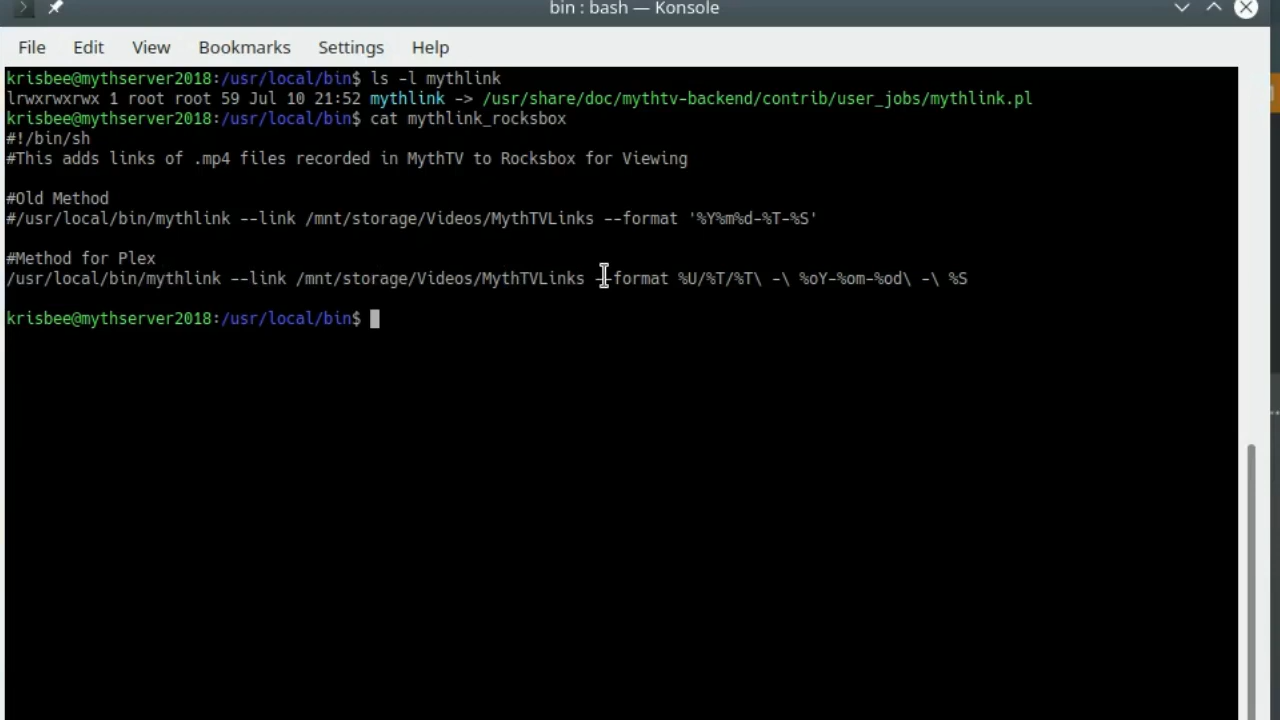 bin : bash — Konsole
File Edit View Bookmarks Settings Help
krisbee@mythserver2018:/usr/local/bin$ ls -l mythlink
lrwxrwxrwx 1 root root 59 Jul 10 21:52 mythlink -> /usr/share/doc/mythtv-backend/contrib/user_jobs/mythlink.pl
krisbee@mythserver2018:/usr/local/bin$ cat mythlink_rocksbox
#!/bin/sh
#This adds links of .mp4 files recorded in MythTV to Rocksbox for Viewing
#Old Method
#/usr/local/bin/mythlink --link /mnt/storage/Videos/MythTVLinks --format '%Y%m%d-%T-%S'
#Method for Plex
/usr/local/bin/mythlink --link /mnt/storage/Videos/MythTVLinks --format %U/%T/%T\ -\ %oY-%om-%od\ -\ %S
krisbee@mythserver2018:/usr/local/bin$